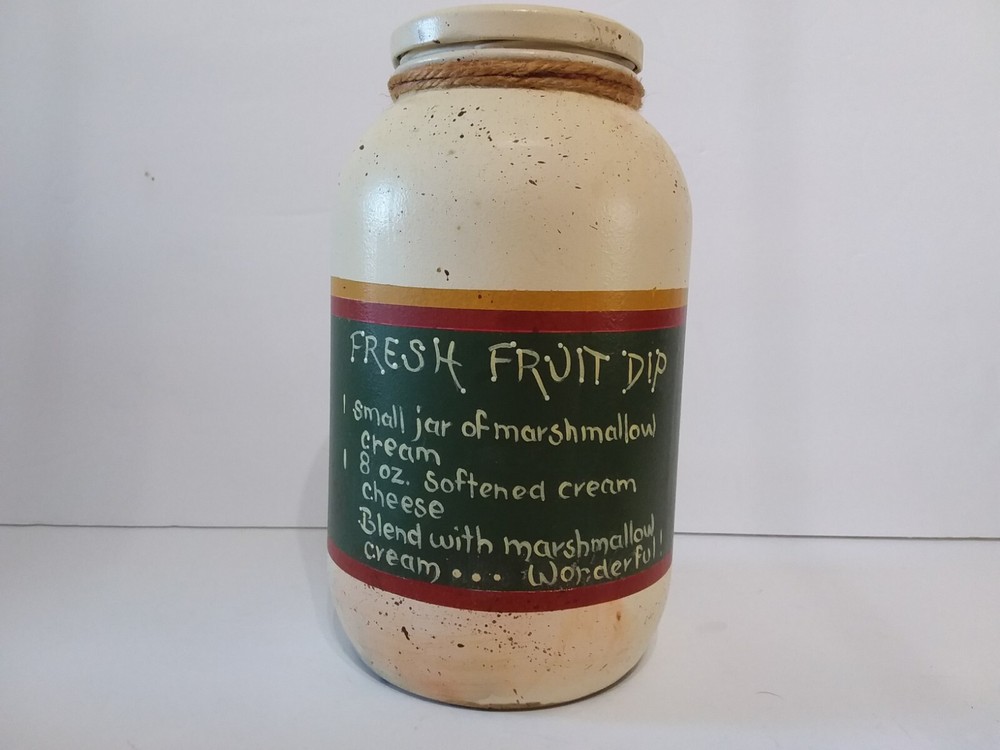 FRESH FRUIT DIP
1 small jar of marshmallow
cream
1 8 oz. softened cream
cheese
Blend with marshmallow
cream... Wonderful!